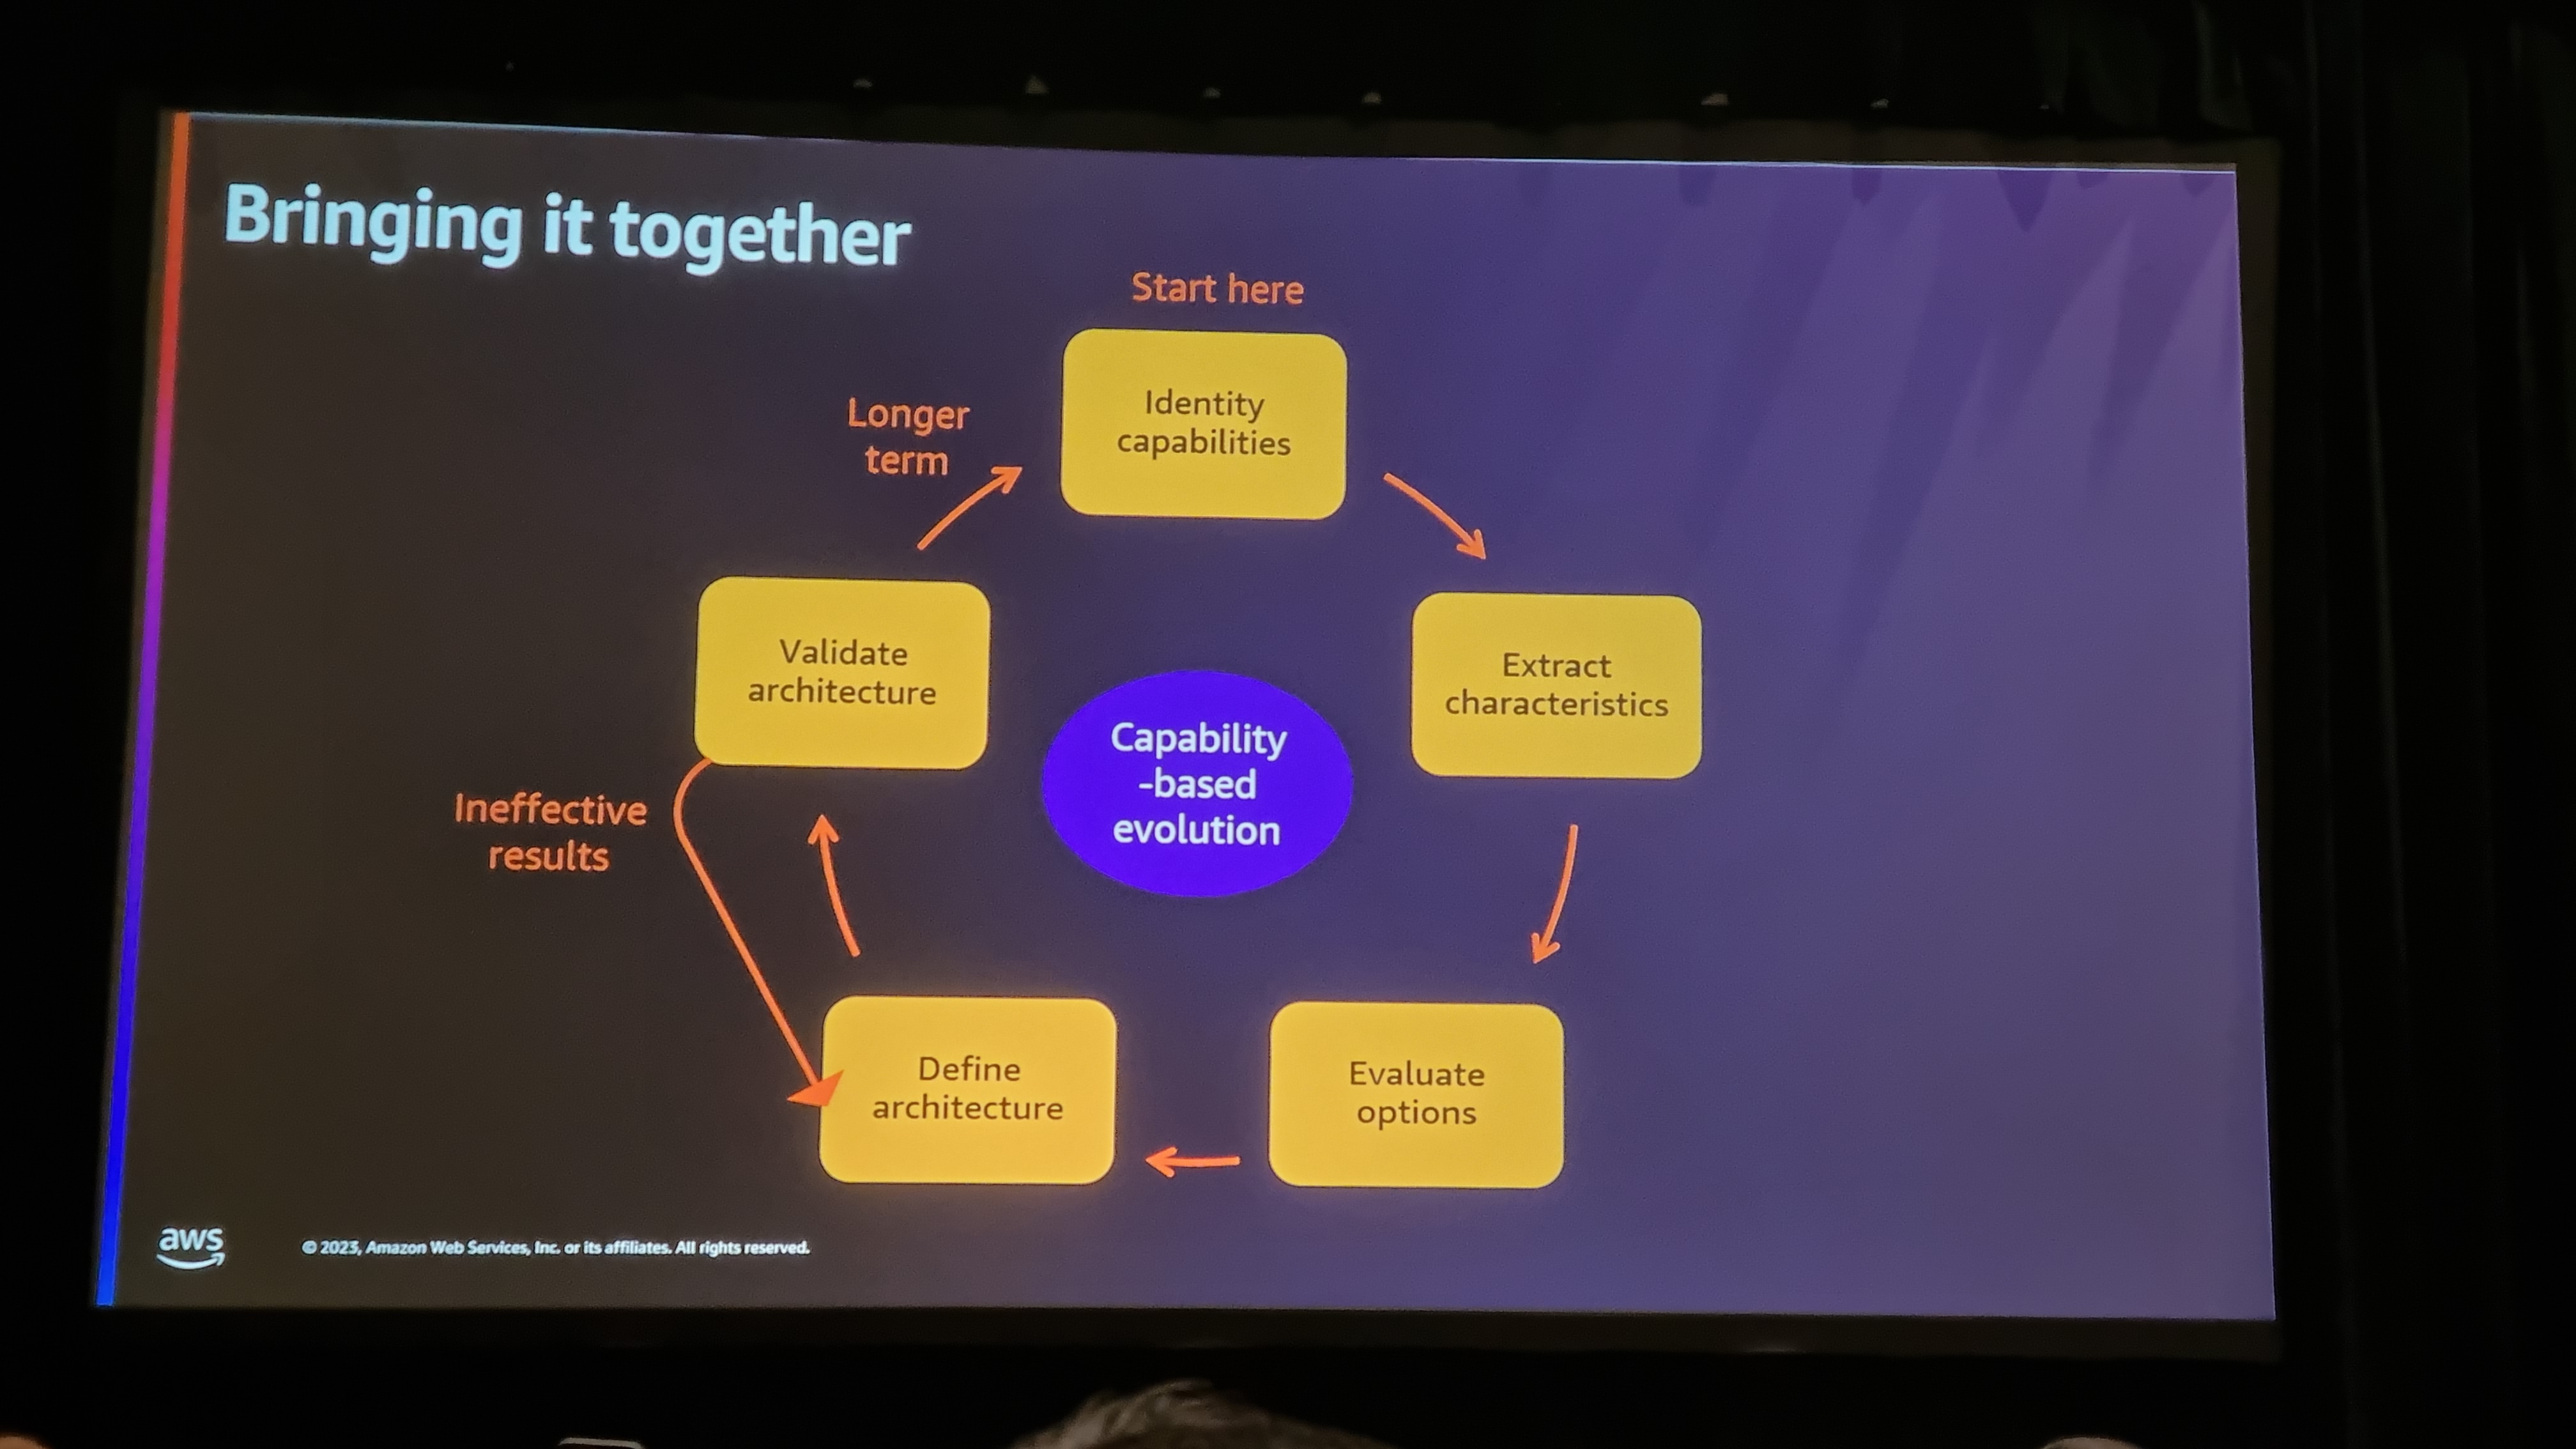 Bringing it together
Start here
Identity
capabilities
Longer
term
Validate
architecture
Extract
characteristics
Capability
-based
evolution
Ineffective
results
Define
architecture
Evaluate
options
aws
© 2023, Amazon Web Services, Inc. or its affiliates. All rights reserved.